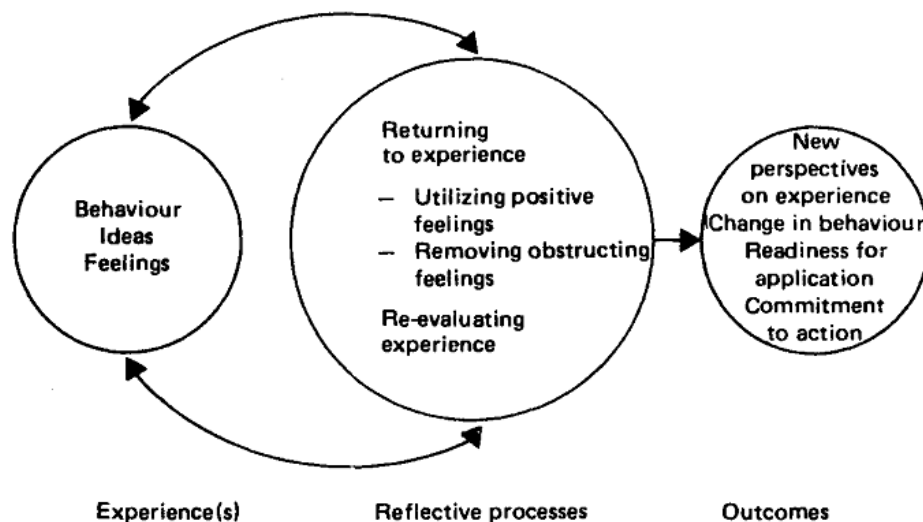 Behaviour
Ideas
Feelings
Returning
to experience
– Utilizing positive
feelings
– Removing obstructing
feelings
Re-evaluating
experience
New
perspectives
on experience
Change in behaviour
Readiness for
application
Commitment
to action
Experience(s)
Reflective processes
Outcomes